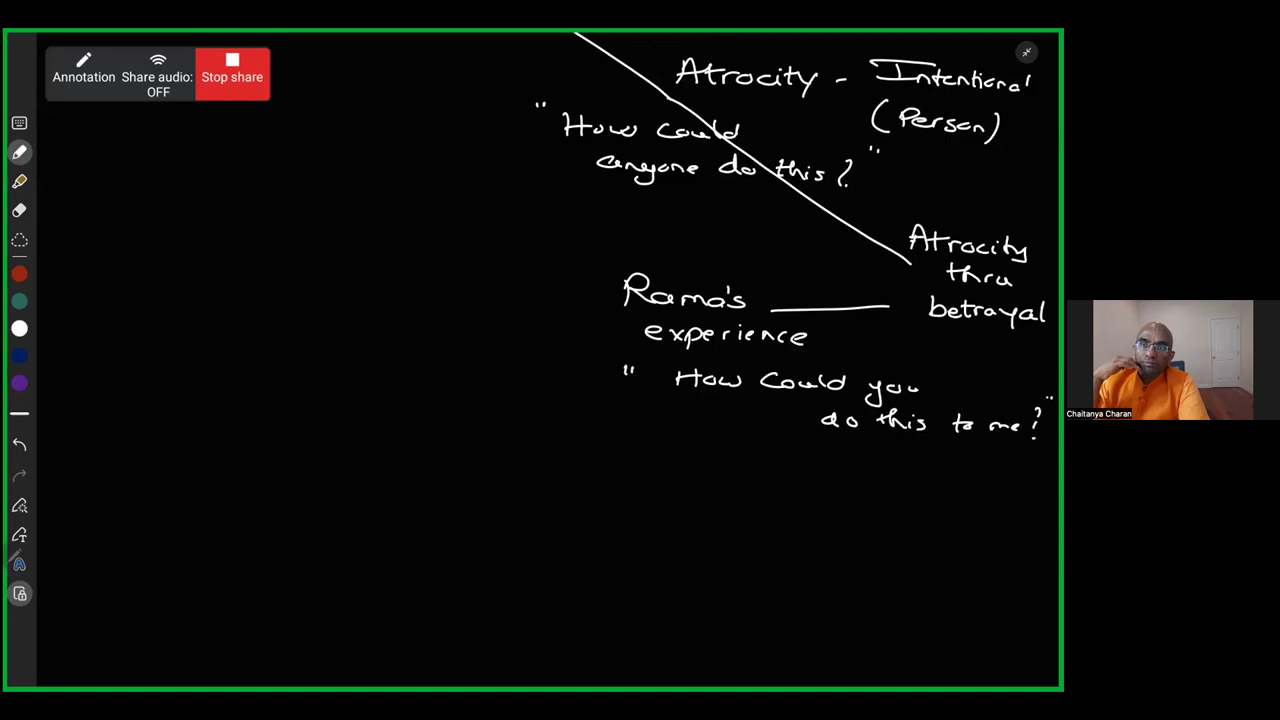 Annotation
Share audio:
OFF
Stop share
Atrocity - Intentional
(Person)
"How could
anyone do this?"
Atrocity
thru
betrayal
Rama's
experience
"How could you
do this to me?"
Chaitanya Charan